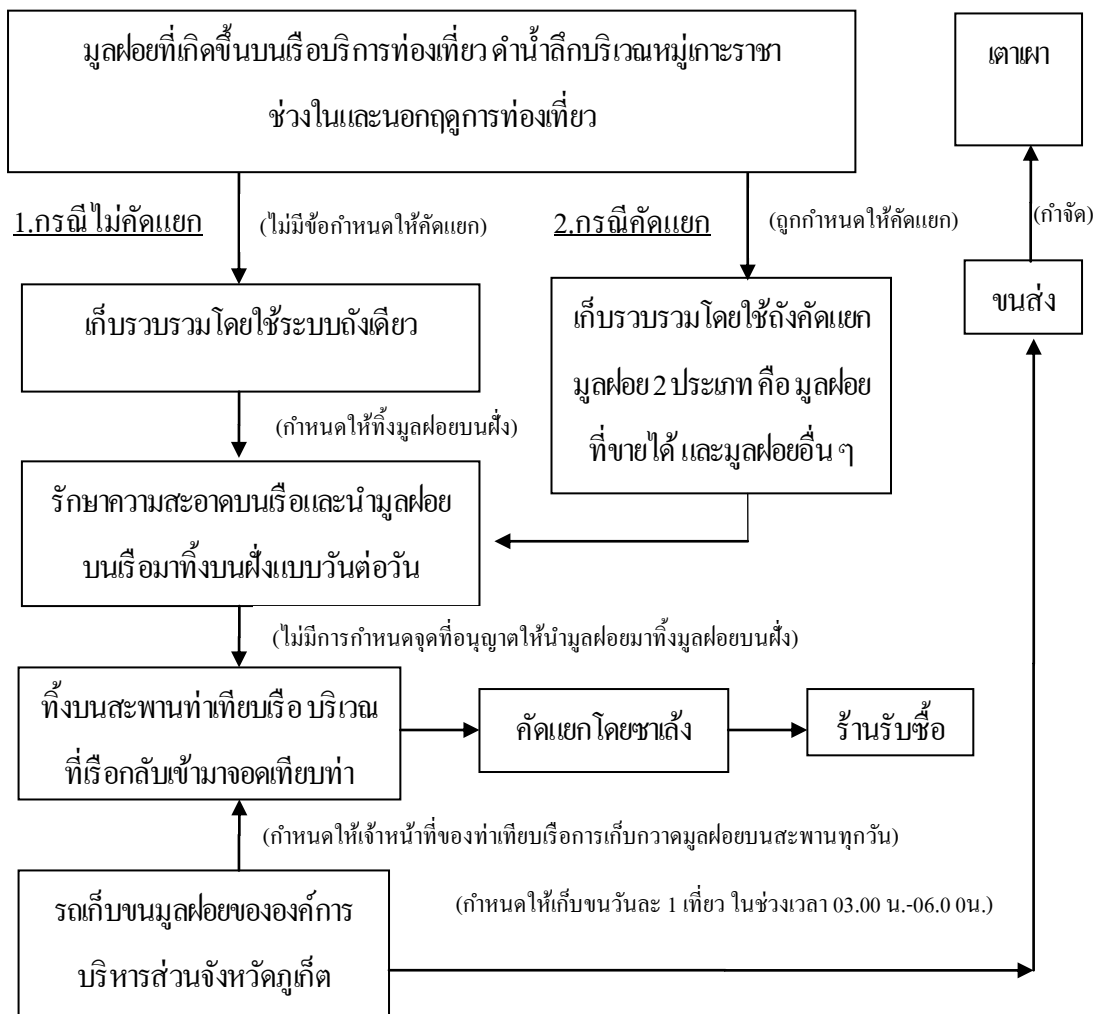 มูลฝอยที่เกิดขึ้นบนเรือบริการท่องเที่ยว ดำน้ำลึกบริเวณหมู่เกาะราชา
ช่วงในและนอกฤดูการท่องเที่ยว
เตาเผา
1.กรณีไม่คัดแยก
(ไม่มีข้อกำหนดให้คัดแยก)
2.กรณีคัดแยก
(ถูกกำหนดให้คัดแยก)
(กำจัด)
ขนส่ง
เก็บรวบรวมโดยใช้ระบบถังเดียว
เก็บรวบรวมโดยใช้ถังคัดแยก
มูลฝอย 2 ประเภท คือ มูลฝอย
ที่ขายได้ และมูลฝอยอื่น ๆ
(กำหนดให้ทิ้งมูลฝอยบนฝั่ง)
รักษาความสะอาดบนเรือและนำมูลฝอย
บนเรือมาทิ้งบนฝั่งแบบวันต่อวัน
(ไม่มีการกำหนดจุดที่อนุญาตให้นำมูลฝอยมาทิ้งมูลฝอยบนฝั่ง)
ทิ้งบนสะพานท่าเทียบเรือ บริเวณ
ที่เรือกลับเข้ามาจอดเทียบท่า
คัดแยกโดยซาเล้ง
ร้านรับซื้อ
(กำหนดให้เจ้าหน้าที่ของท่าเทียบเรือการเก็บกวาดมูลฝอยบนสะพานทุกวัน)
รถเก็บขนมูลฝอยขององค์การ
บริหารส่วนจังหวัดภูเก็ต
(กำหนดให้เก็บขนวันละ 1 เที่ยว ในช่วงเวลา 03.00 น.-06.0 0น.)